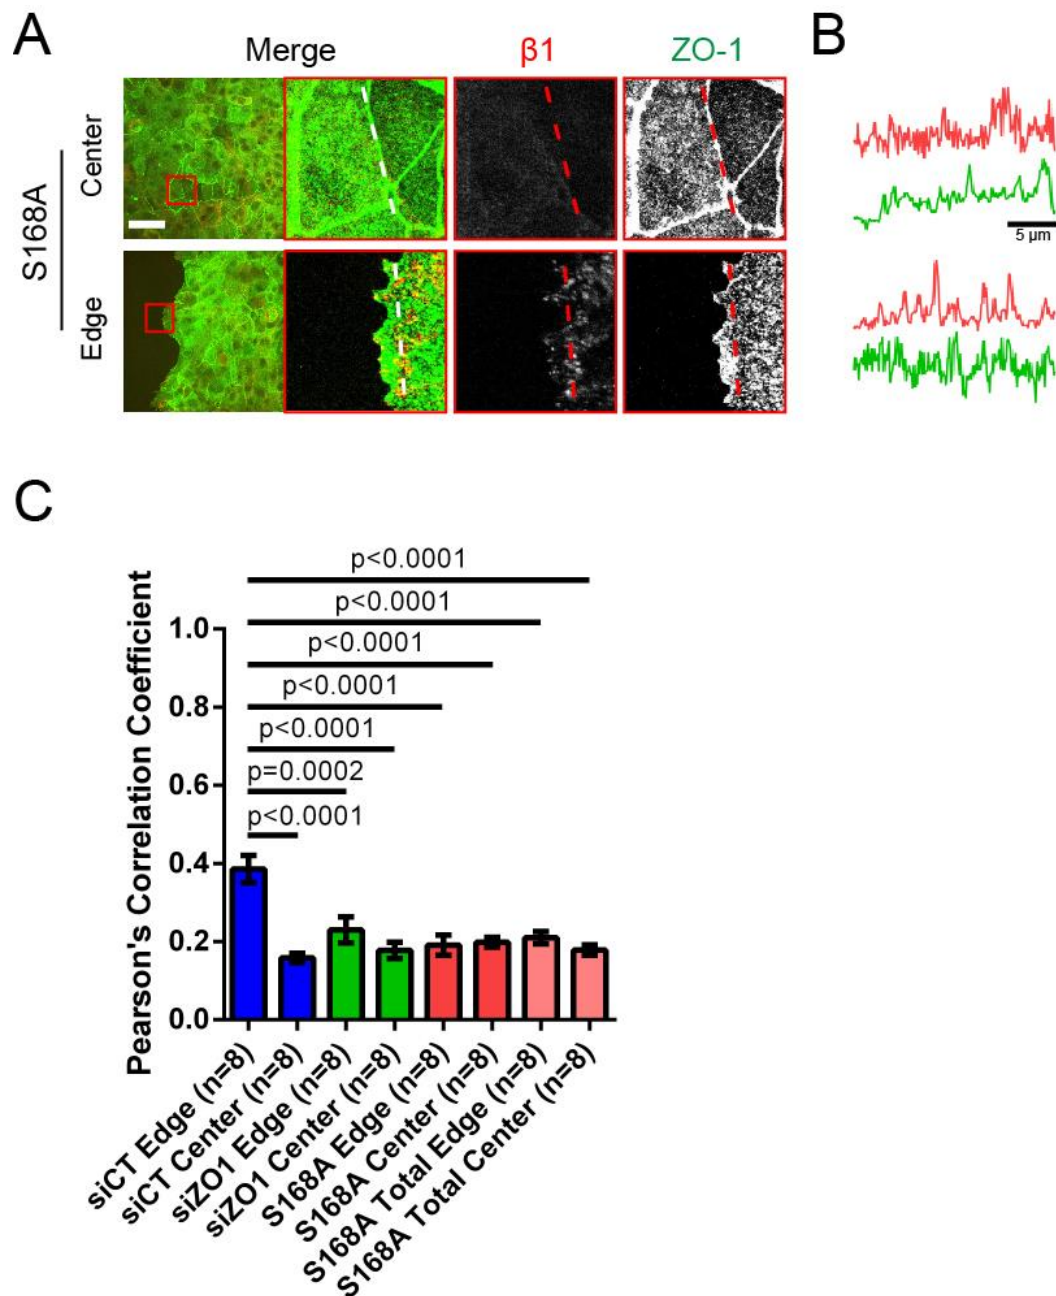 A
B
Merge
β1
ZO-1
S168A
Center
Edge
5 µm
C
p<0.0001
p<0.0001
p<0.0001
p<0.0001
p<0.0001
p=0.0002
p<0.0001
Pearson's Correlation Coefficient
1.0
0.8
0.6
0.4
0.2
0.0
siCT Edge (n=8)
siCT Center (n=8)
siZO1 Edge (n=8)
siZO1 Center (n=8)
S168A Edge (n=8)
S168A Center (n=8)
S168A Total Edge (n=8)
S168A Total Center (n=8)